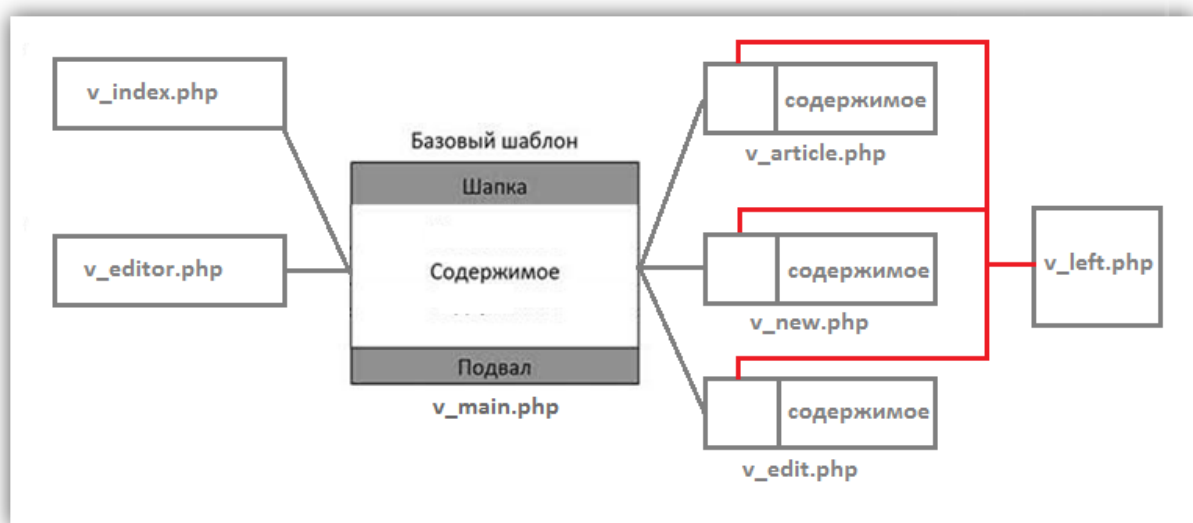 v_index.php
v_editor.php
Базовый шаблон
Шапка
Содержимое
Подвал
v_main.php
содержимое
v_article.php
содержимое
v_new.php
содержимое
v_edit.php
v_left.php